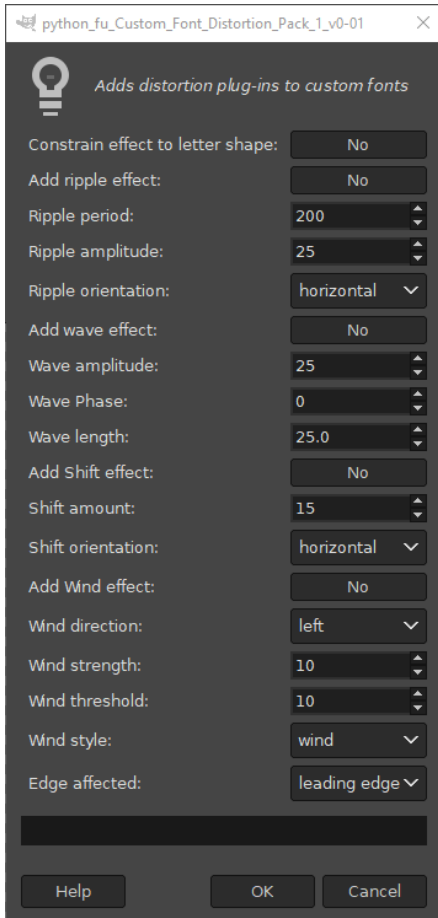 python_fu_Custom_Font_Distortion_Pack_1_v0-01
Adds distortion plug-ins to custom fonts
Constrain effect to letter shape: No
Add ripple effect: No
Ripple period: 200
Ripple amplitude: 25
Ripple orientation: horizontal
Add wave effect: No
Wave amplitude: 25
Wave Phase: 0
Wave length: 25.0
Add Shift effect: No
Shift amount: 15
Shift orientation: horizontal
Add Wind effect: No
Wind direction: left
Wind strength: 10
Wind threshold: 10
Wind style: wind
Edge affected: leading edge
Help OK Cancel